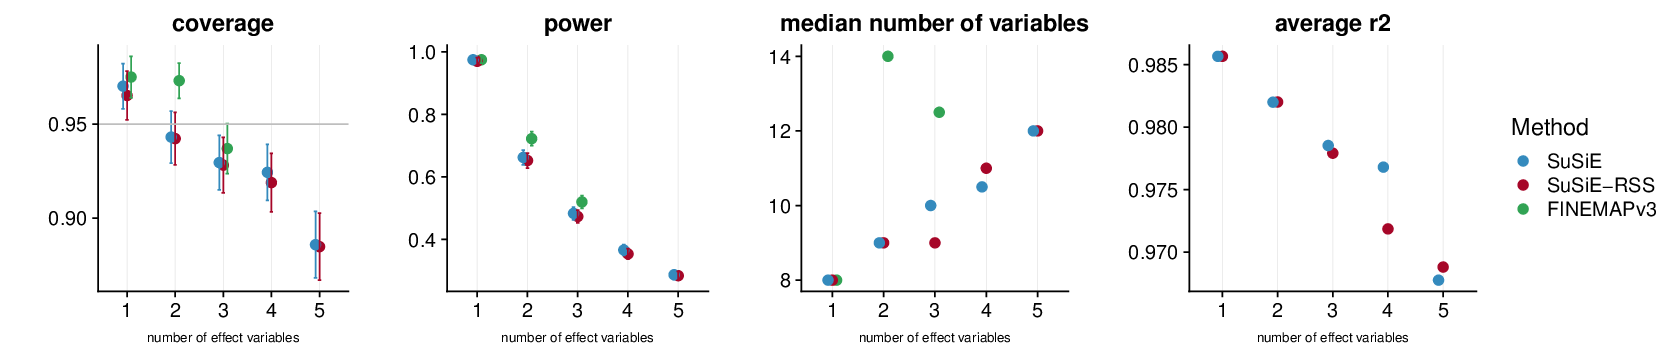 coverage
0.95
0.90
1
2
3
4
5
number of effect variables
power
1.0
0.8
0.6
0.4
1
2
3
4
5
number of effect variables
median number of variables
14
12
10
8
1
2
3
4
5
number of effect variables
average r2
0.985
0.980
0.975
0.970
1
2
3
4
5
number of effect variables
Method
SuSiE
SuSiE−RSS
FINEMAPv3